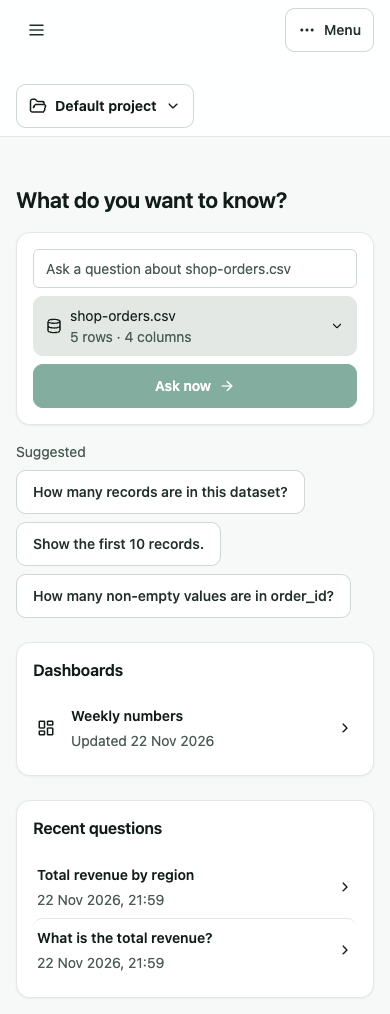 Menu
Default project
What do you want to know?
Ask a question about shop-orders.csv
shop-orders.csv
5 rows · 4 columns
Ask now
Suggested
How many records are in this dataset?
Show the first 10 records.
How many non-empty values are in order_id?
Dashboards
Weekly numbers
Updated 22 Nov 2026
Recent questions
Total revenue by region
22 Nov 2026, 21:59
What is the total revenue?
22 Nov 2026, 21:59